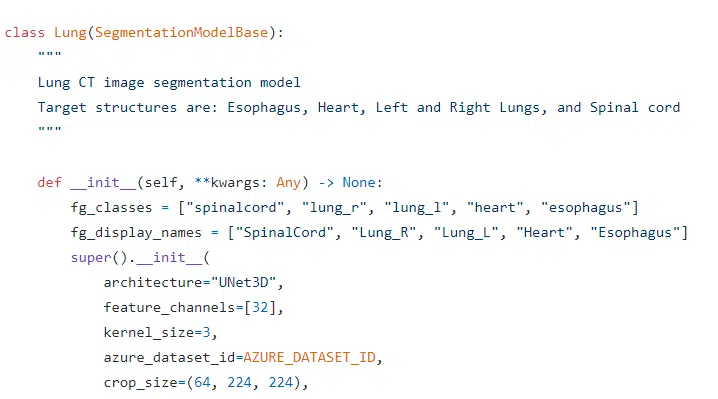 class Lung(SegmentationModelBase):
    """
    Lung CT image segmentation model
    Target structures are: Esophagus, Heart, Left and Right Lungs, and Spinal cord
    """
    def __init__(self, **kwargs: Any) -> None:
        fg_classes = ["spinalcord", "lung_r", "lung_l", "heart", "esophagus"]
        fg_display_names = ["SpinalCord", "Lung_R", "Lung_L", "Heart", "Esophagus"]
        super().__init__(
            architecture="UNet3D",
            feature_channels=[32],
            kernel_size=3,
            azure_dataset_id=AZURE_DATASET_ID,
            crop_size=(64, 224, 224),